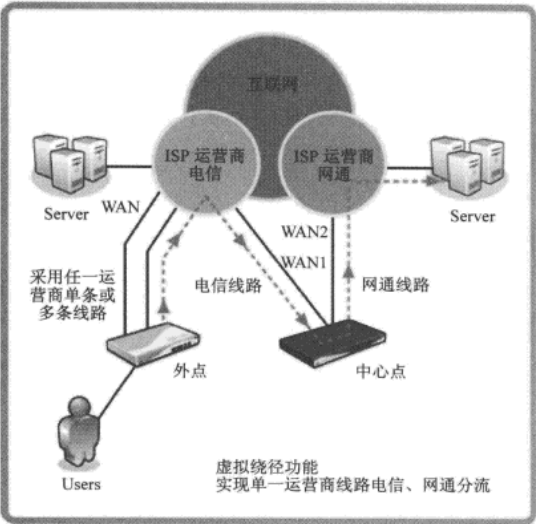 互联网
ISP 运营商
电信
ISP 运营商
网通
Server
WAN
Server
WAN2
WAN1
采用任一运
营商单条或
多条线路
电信线路
网通线路
外点
中心点
Users
虚拟绕径功能
实现单一运营商线路电信、网通分流